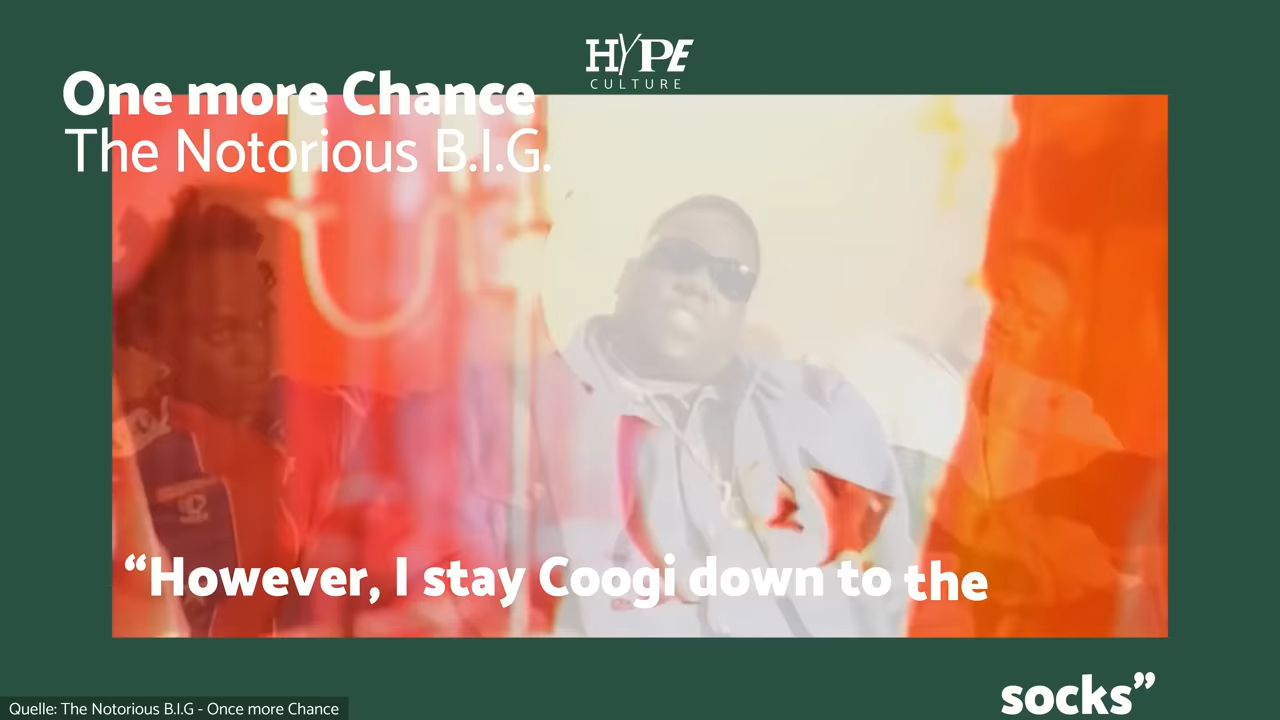 HYPE
CULTURE
One more Chance
The Notorious B.I.G.
“However, I stay Coogi down to the
socks”
Quelle: The Notorious B.I.G - Once more Chance